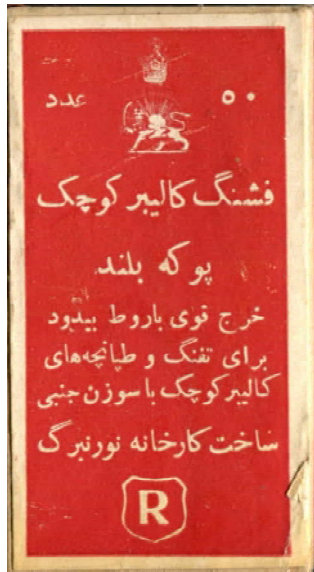 ۵۰ عدد
فشنگ کالیبر کوچک
پوکه بلند
خرج قوی باروط بیدود
برای تفنگ و طپانچه‌های
کالیبر کوچک با سوزن جنبی
ساخت کارخانه نورنبرگ
R